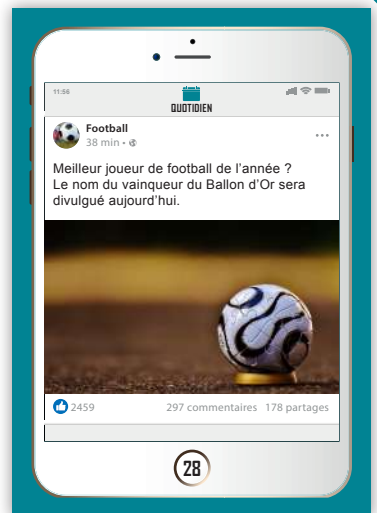 11:56
QUOTIDIEN
Football
38 min •
Meilleur joueur de football de l'année ?
Le nom du vainqueur du Ballon d'Or sera
divulgué aujourd'hui.
2459 297 commentaires 178 partages
28